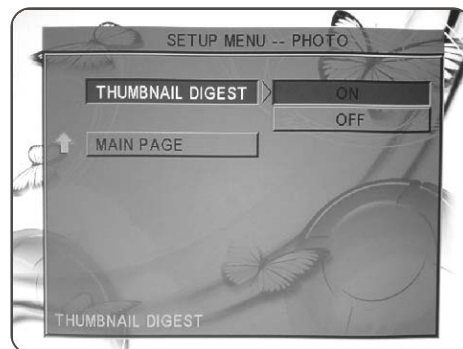 SETUP MENU -- PHOTO
THUMBNAIL DIGEST ON
OFF
MAIN PAGE
THUMBNAIL DIGEST